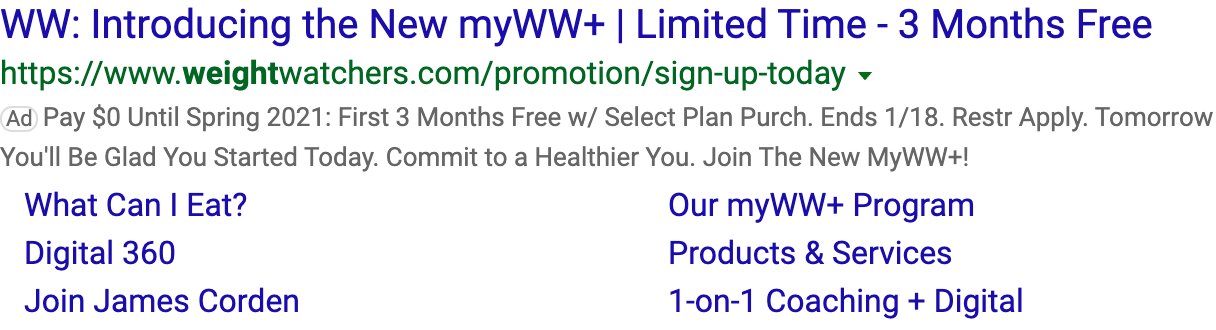 WW: Introducing the New myWW+ | Limited Time - 3 Months Free
https://www.weightwatchers.com/promotion/sign-up-today
Ad Pay $0 Until Spring 2021: First 3 Months Free w/ Select Plan Purch. Ends 1/18. Restr Apply. Tomorrow
You'll Be Glad You Started Today. Commit to a Healthier You. Join The New MyWW+!
What Can I Eat? Our myWW+ Program
Digital 360 Products & Services
Join James Corden 1-on-1 Coaching + Digital